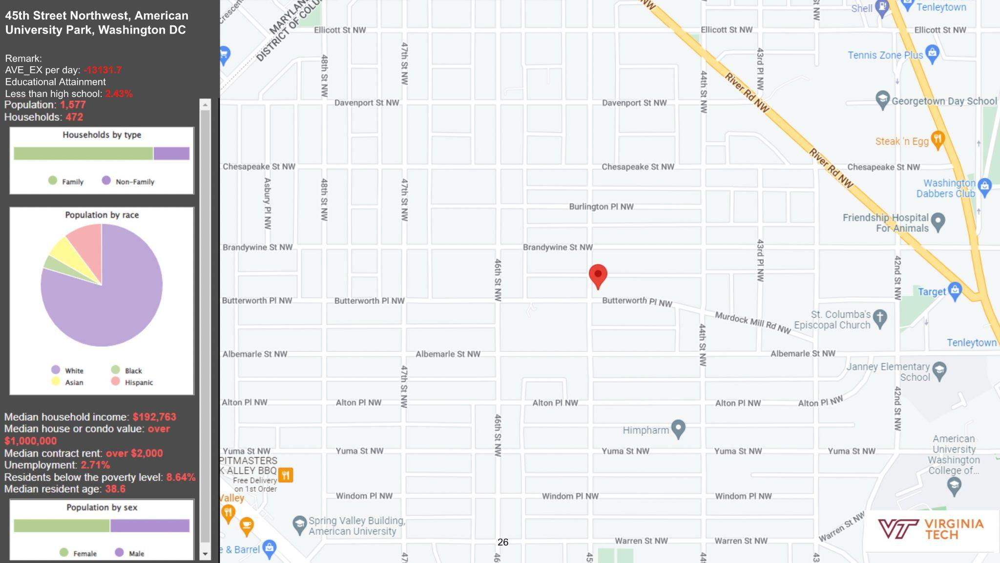 45th Street Northwest, American
University Park, Washington DC
Remark:
AVE_EX per day: -13131.7
Educational Attainment
Less than high school: 2.43%
Population: 1,577
Households: 472
Households by type
Family
Non-Family
Population by race
White
Black
Asian
Hispanic
Median household income: $192,763
Median house or condo value: over
$1,000,000
Median contract rent: over $2,000
Unemployment: 2.71%
Residents below the poverty level: 8.64%
Median resident age: 38.6
Population by sex
Female
Male
Crescent
MARYLAND
DISTRICT OF COLU
NW
St NW
Shell
Tenleytown
Ellicott St NW
Ellicott St NW
Ellicott St NW
48th St NW
47th St NW
44th St NW
43rd Pl NW
River Rd NW
Tennis Zone Plus
Davenport St NW
Davenport St NW
Georgetown Day School
Steak 'n Egg
River Rd NW
Chesapeake St NW
Chesapeake St NW
Chesapeake St NW
Asbury Pl NW
48th St NW
47th St NW
Washington
Dabbers Club
Burlington Pl NW
Friendship Hospital
For Animals
Brandywine St NW
Brandywine St NW
43rd Pl NW
46th St NW
42nd St NW
Target
Butterworth Pl NW
Butterworth Pl NW
Butterworth Pl NW
Murdock Mill Rd NW
St. Columba's
Episcopal Church
44th St NW
Tenleytown
Albemarle St NW
Albemarle St NW
Albemarle St NW
47th St NW
Janney Elementary
School
Alton Pl NW
Alton Pl NW
Alton Pl NW
Alton Pl NW
Alton Pl NW
42nd St NW
46th St NW
Himpharm
American
University
Washington
College of...
Yuma St NW
Yuma St NW
Yuma St NW
Yuma St NW
Yuma St NW
PITMASTERS
K ALLEY BBQ
Free Delivery
on 1st Order
Valley
Windom Pl NW
Windom Pl NW
Windom Pl NW
Spring Valley Building,
American University
Warren St NW
VT VIRGINIA
TECH
26
Warren St NW
Warren St NW
e & Barrel
47
46
45
44
43